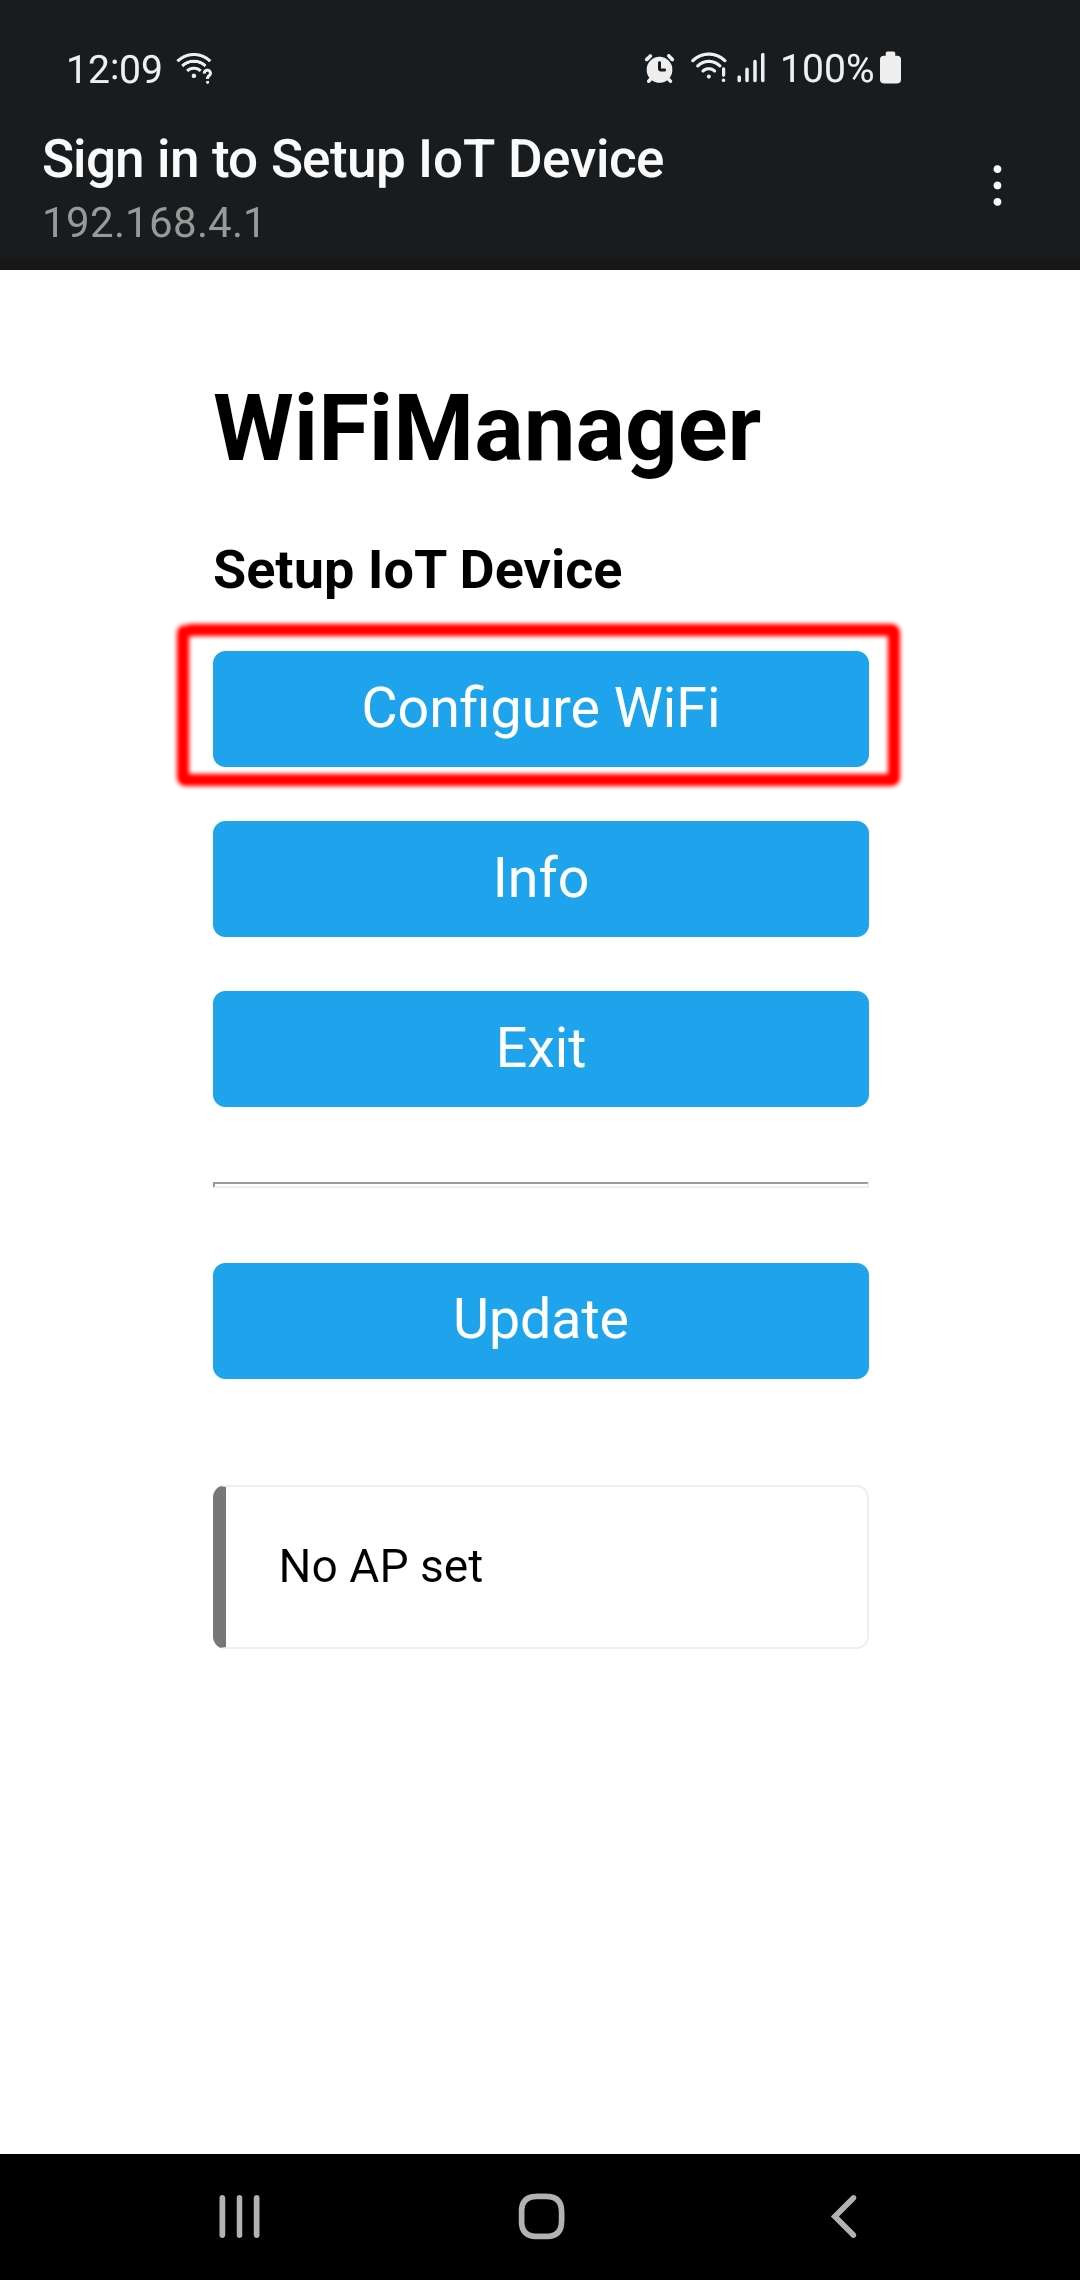 12:09
100%
Sign in to Setup IoT Device
192.168.4.1
WiFiManager
Setup IoT Device
Configure WiFi
Info
Exit
Update
No AP set